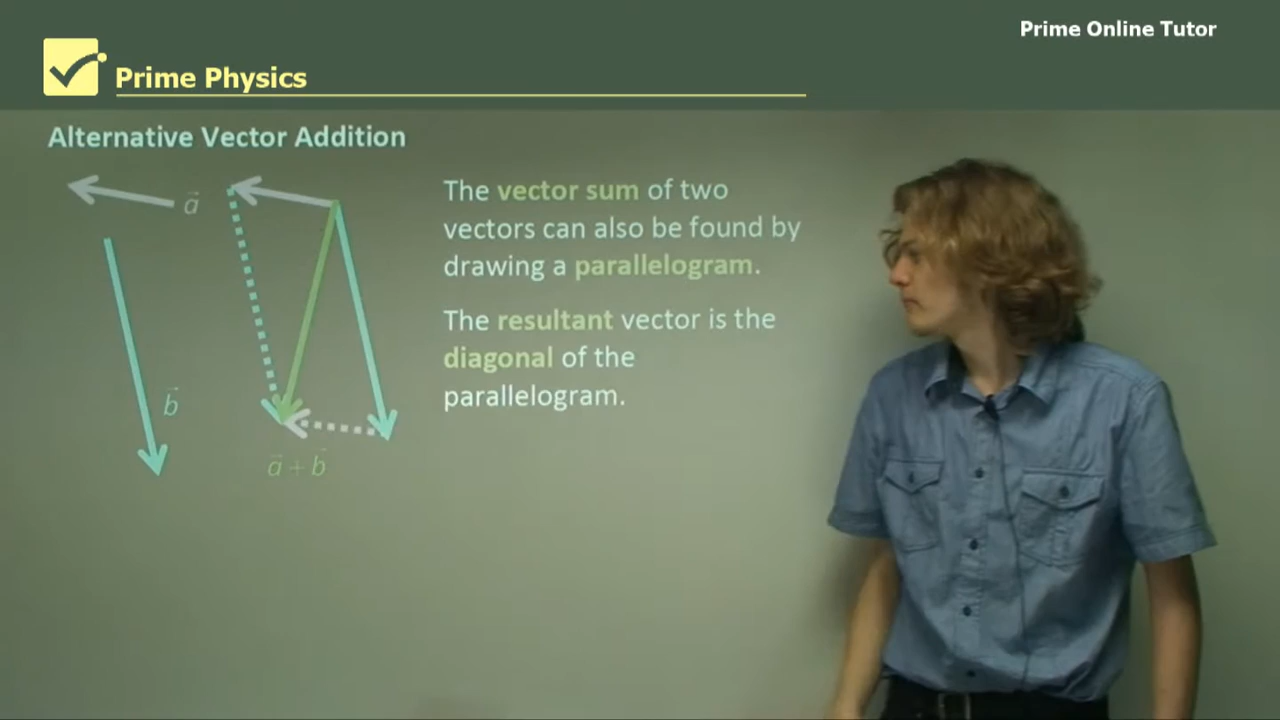 Prime Online Tutor
Prime Physics
Alternative Vector Addition
a⃗
b⃗
a⃗ + b⃗
The vector sum of two
vectors can also be found by
drawing a parallelogram.
The resultant vector is the
diagonal of the
parallelogram.